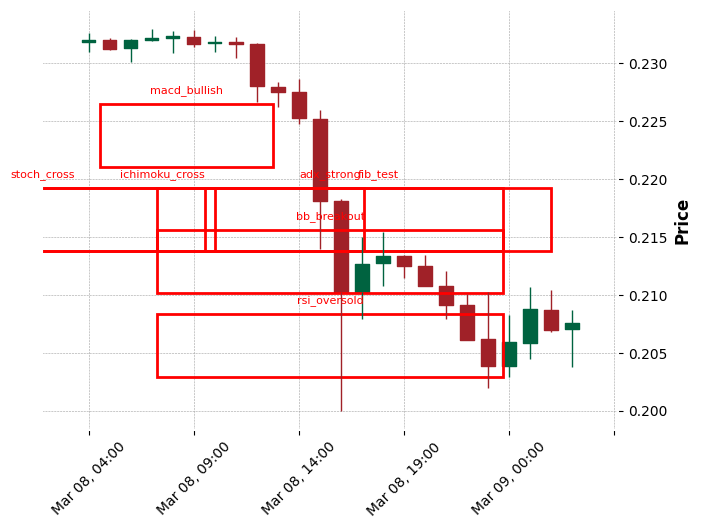 macd_bullish
stoch_cross
ichimoku_cross
fib_test
bb_breakout
rsi_oversold
0.230
0.225
0.220
0.215
0.210
0.205
0.200
Price
Mar 08, 04:00
Mar 08, 09:00
Mar 08, 14:00
Mar 08, 19:00
Mar 09, 00:00